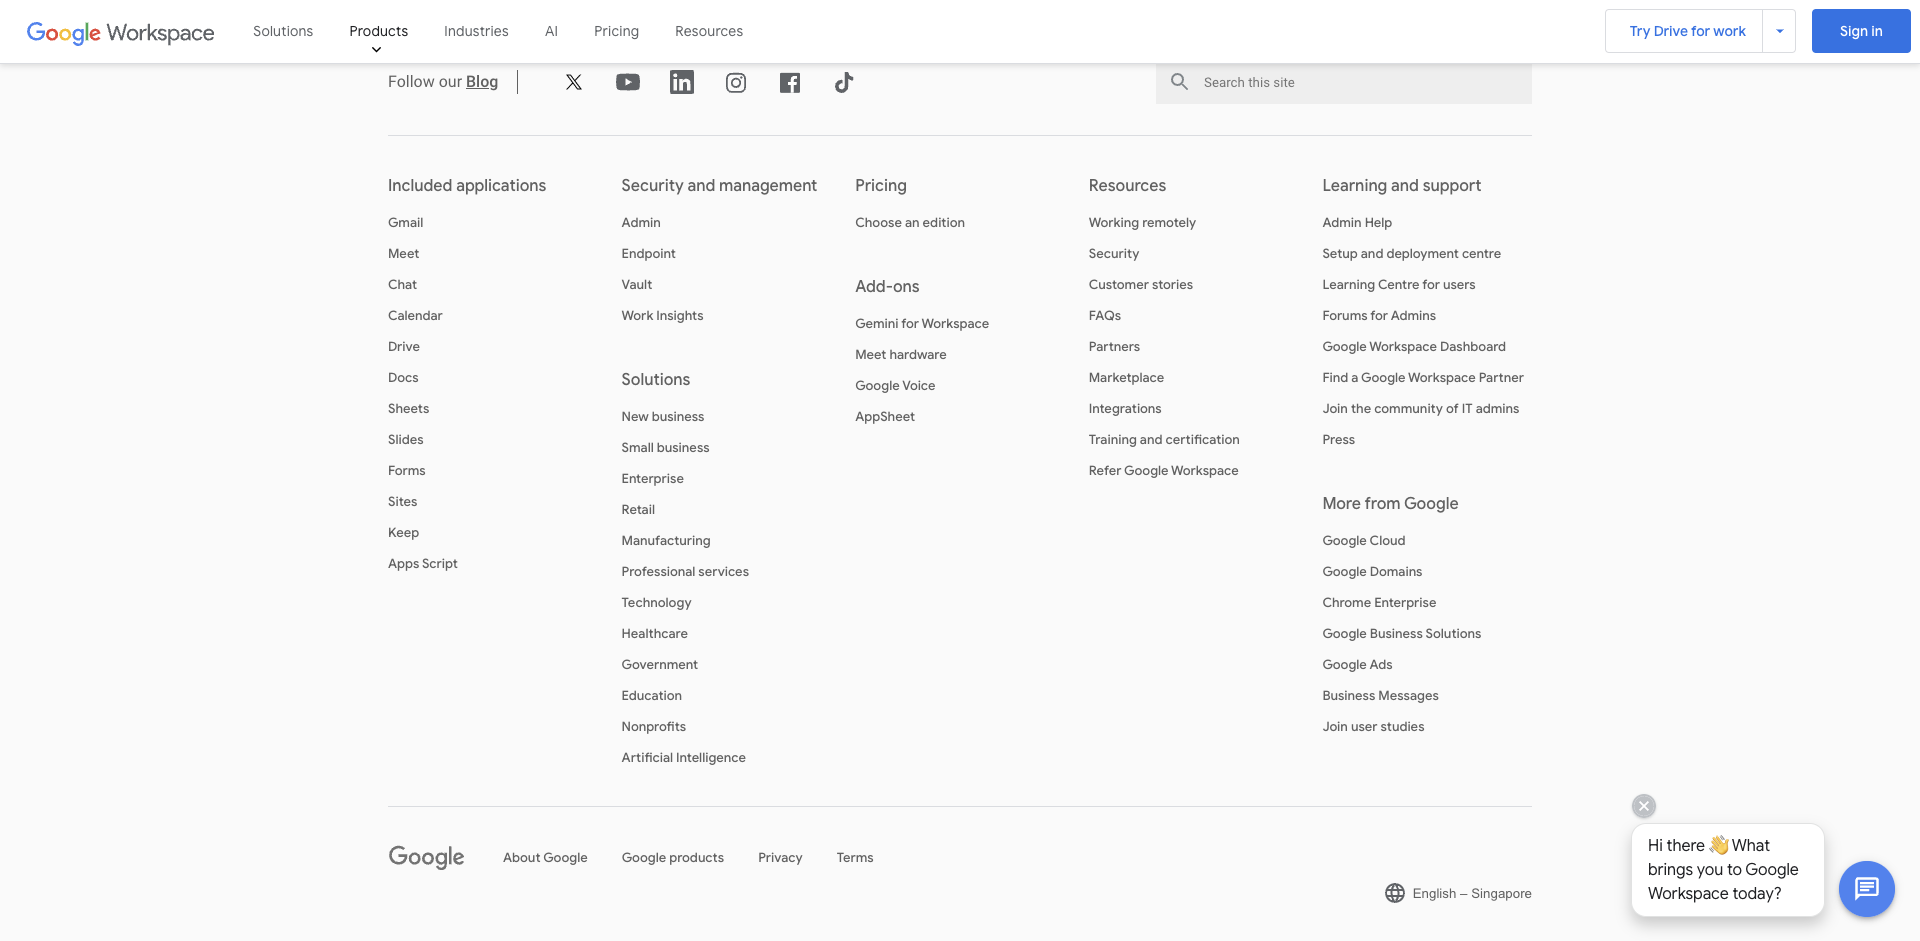 Google Workspace
Solutions
Products
Industries
AI
Pricing
Resources
Try Drive for work
Sign in
Follow our Blog
Search this site
Included applications
Gmail
Meet
Chat
Calendar
Drive
Docs
Sheets
Slides
Forms
Sites
Keep
Apps Script
Security and management
Admin
Endpoint
Vault
Work Insights
Solutions
New business
Small business
Enterprise
Retail
Manufacturing
Professional services
Technology
Healthcare
Government
Education
Nonprofits
Artificial Intelligence
Pricing
Choose an edition
Add-ons
Gemini for Workspace
Meet hardware
Google Voice
AppSheet
Resources
Working remotely
Security
Customer stories
FAQs
Partners
Marketplace
Integrations
Training and certification
Refer Google Workspace
Learning and support
Admin Help
Setup and deployment centre
Learning Centre for users
Forums for Admins
Google Workspace Dashboard
Find a Google Workspace Partner
Join the community of IT admins
Press
More from Google
Google Cloud
Google Domains
Chrome Enterprise
Google Business Solutions
Google Ads
Business Messages
Join user studies
Google
About Google
Google products
Privacy
Terms
English – Singapore
Hi there 👋 What
brings you to Google
Workspace today?